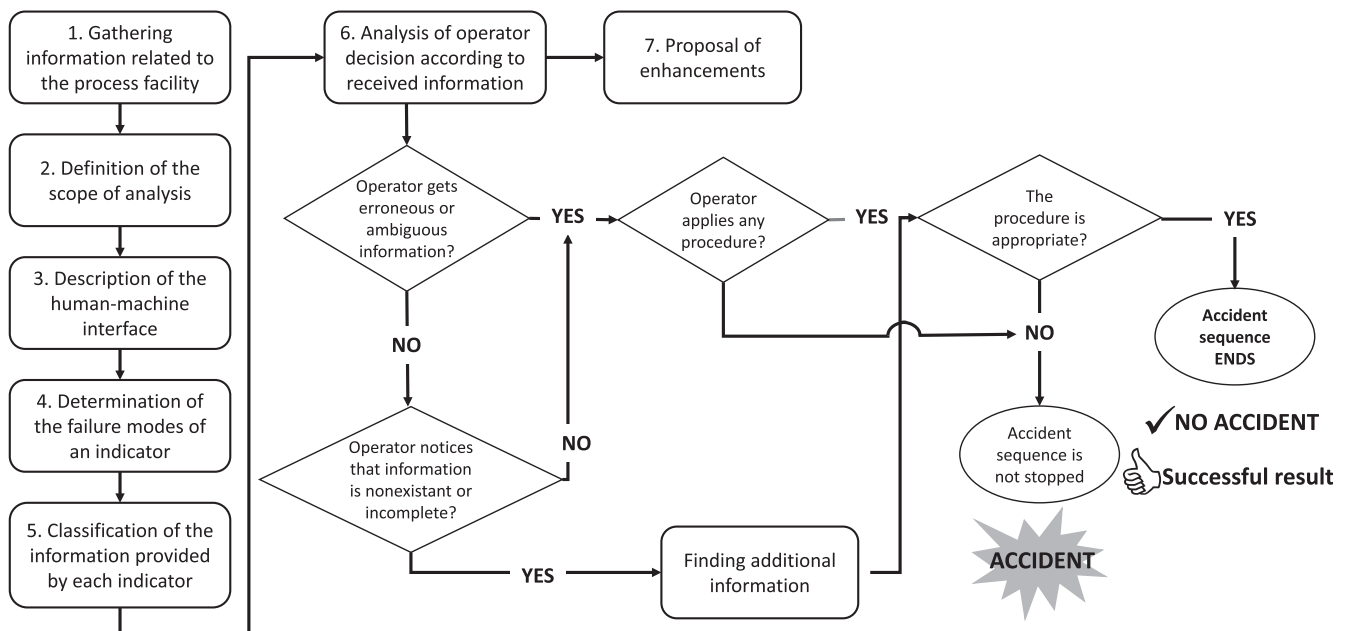 1. Gathering
information related to
the process facility
2. Definition of the
scope of analysis
3. Description of the
human-machine
interface
4. Determination of
the failure modes of
an indicator
5. Classification of the
information provided
by each indicator
6. Analysis of operator
decision according to
received information
7. Proposal of
enhancements
Operator gets
erroneous or
ambiguous
information?
YES
Operator
applies any
procedure?
YES
The
procedure is
appropriate?
YES
NO
NO
Accident
sequence
ENDS
Operator notices
that information
is nonexistant or
incomplete?
NO
Accident
sequence is
not stopped
NO ACCIDENT
Successful result
YES
Finding additional
information
ACCIDENT